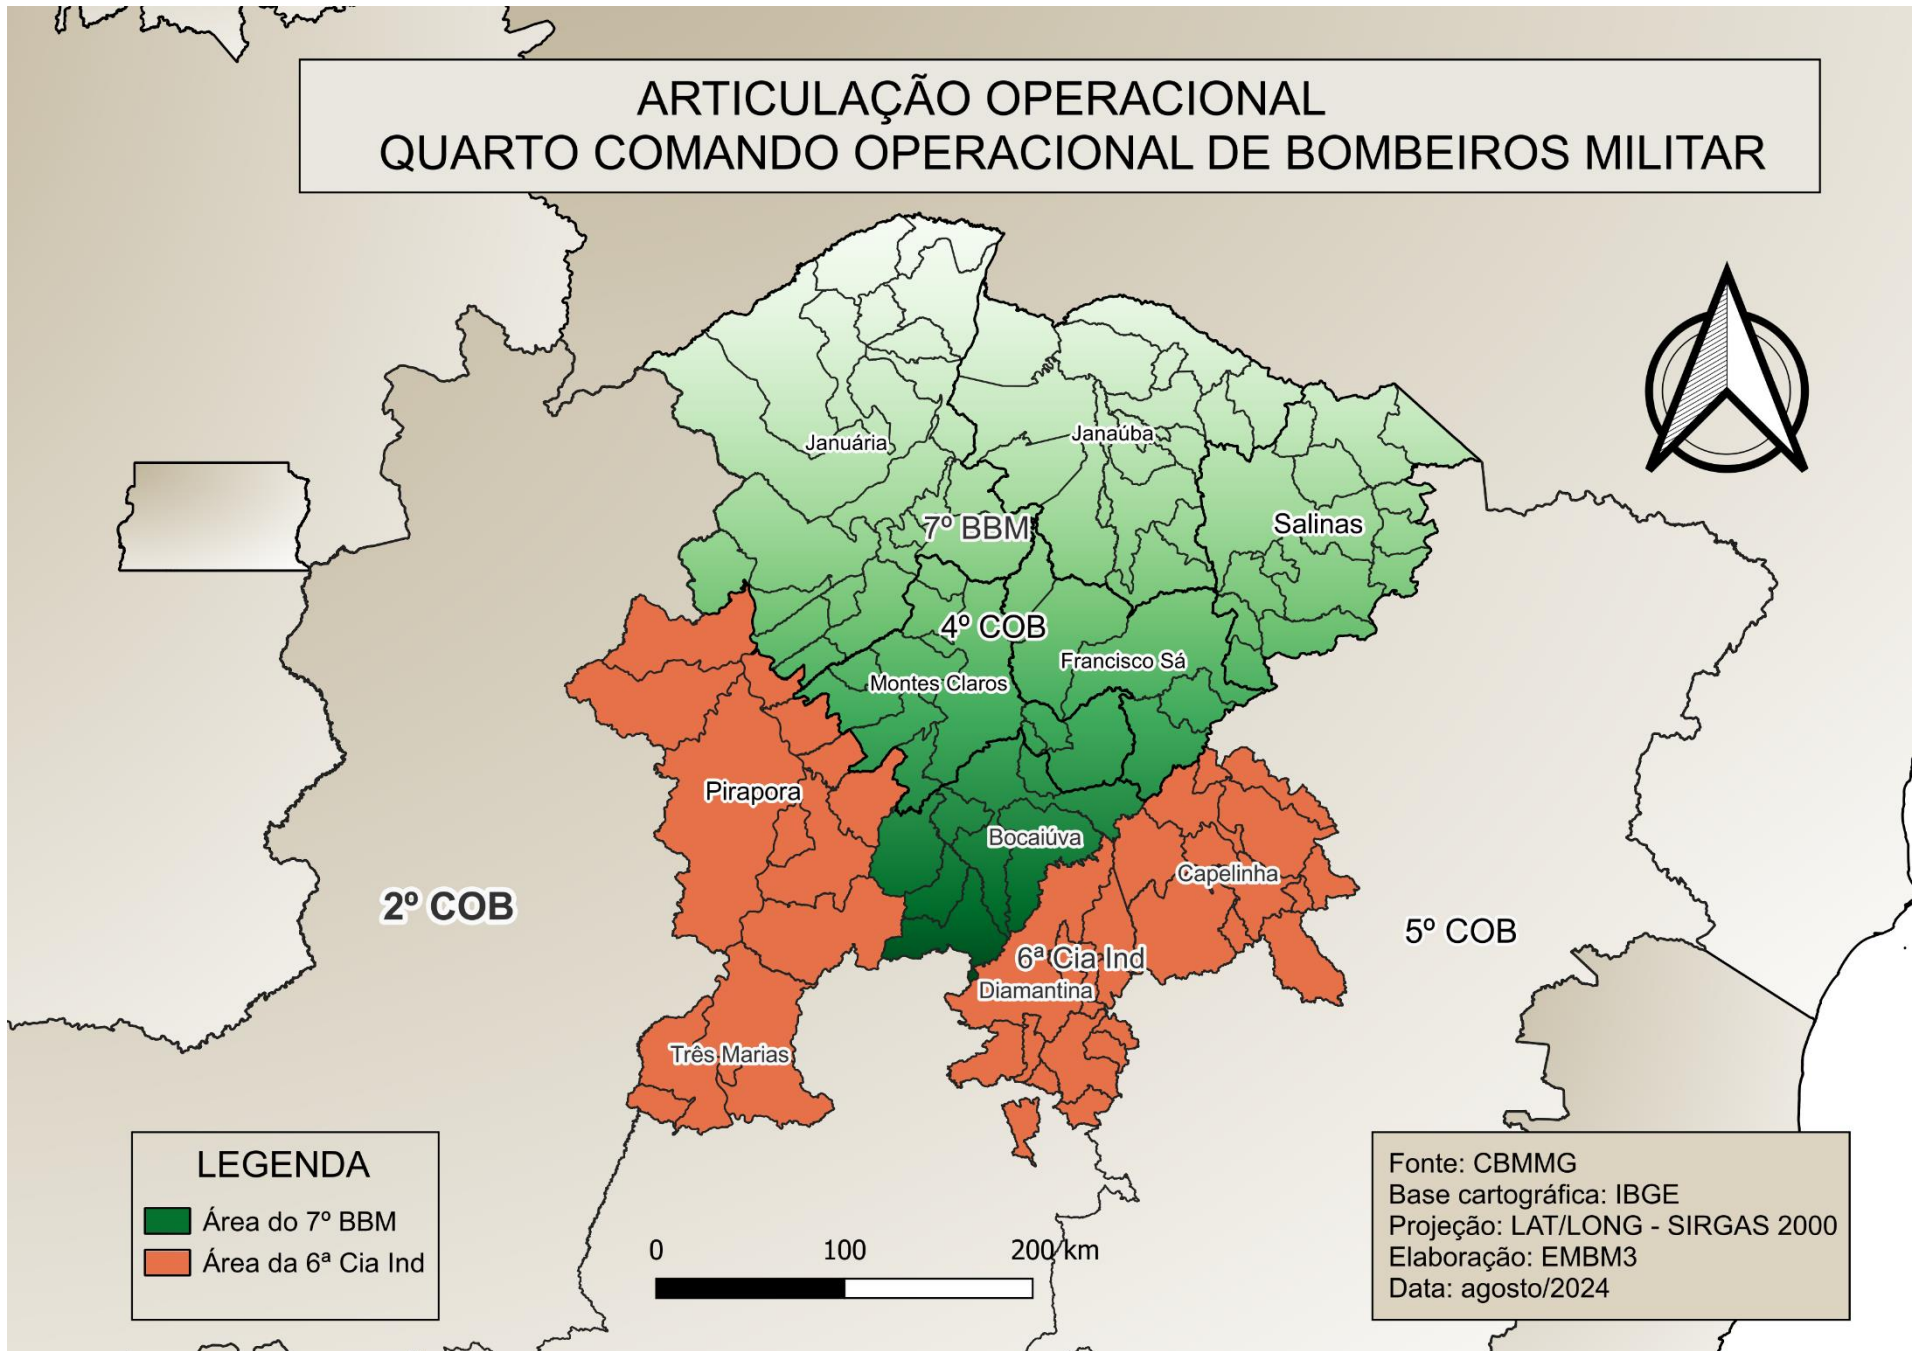 ARTICULAÇÃO OPERACIONAL
QUARTO COMANDO OPERACIONAL DE BOMBEIROS MILITAR
Januária
Janaúba
7º BBM
Salinas
4º COB
Francisco Sá
Montes Claros
Pirapora
Bocaiúva
Capelinha
2º COB
5º COB
6ª Cia Ind
Diamantina
Três Marias
LEGENDA
Área do 7º BBM
Área da 6ª Cia Ind
0 100 200 km
Fonte: CBMMG
Base cartográfica: IBGE
Projeção: LAT/LONG - SIRGAS 2000
Elaboração: EMBM3
Data: agosto/2024